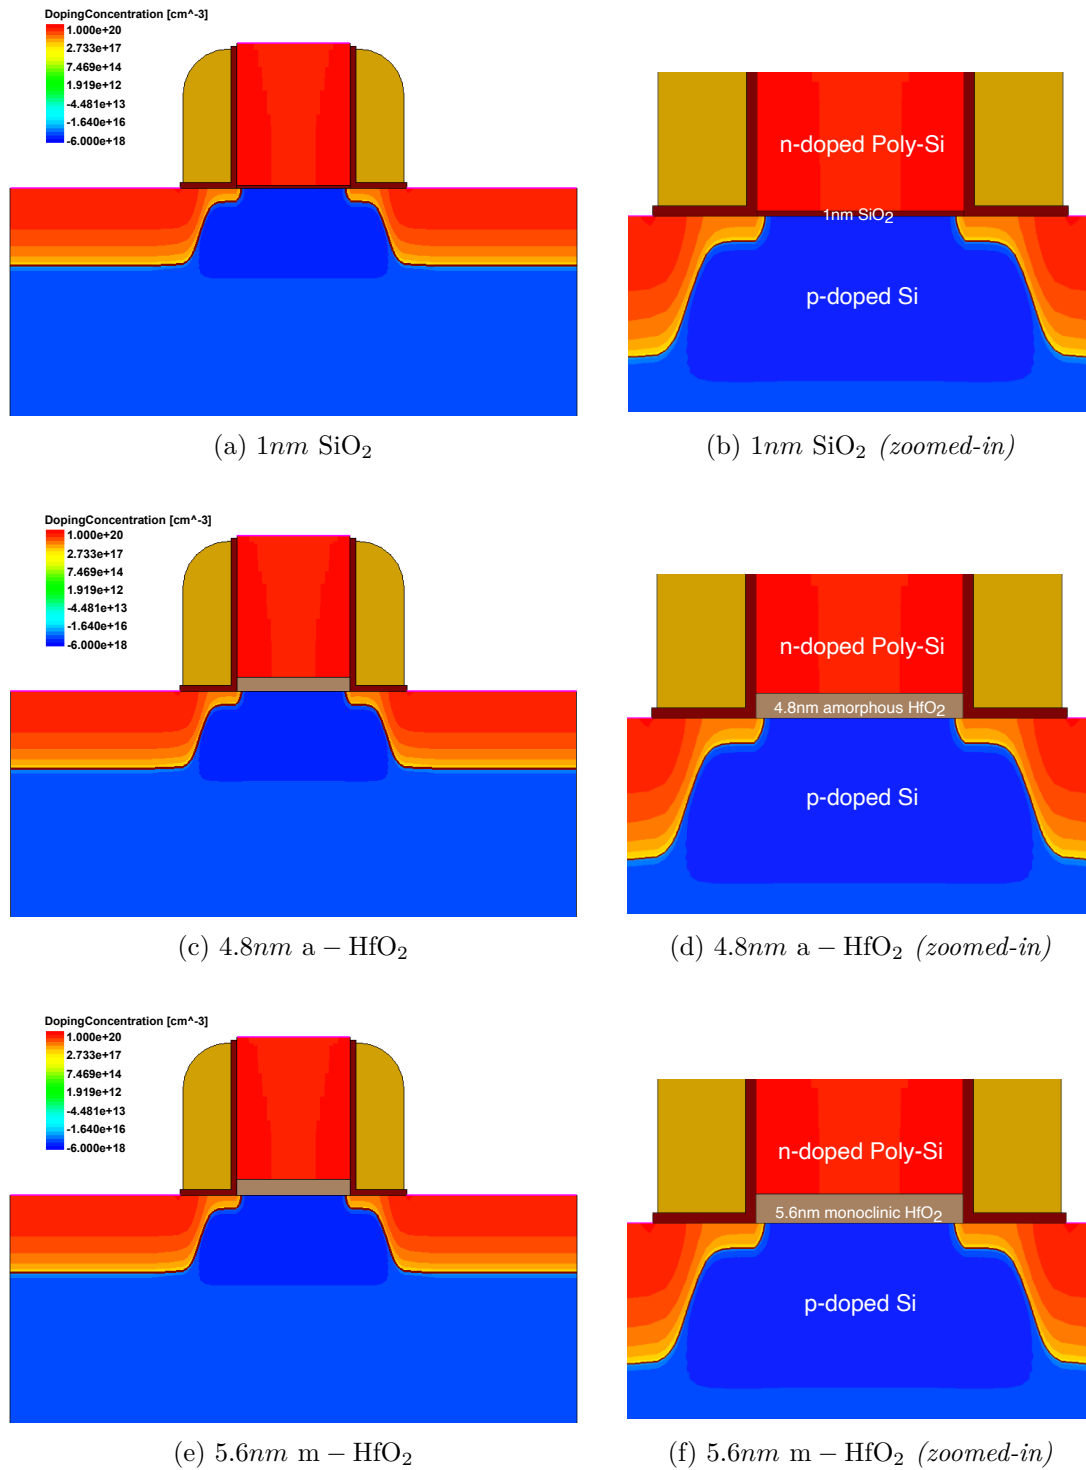 DopingConcentration [cm^-3]
1.000e+20
2.733e+17
7.469e+14
1.919e+12
-4.481e+13
-1.640e+16
-6.000e+18
n-doped Poly-Si
1nm SiO₂
p-doped Si
(a) 1nm SiO₂
(b) 1nm SiO₂ (zoomed-in)
DopingConcentration [cm^-3]
1.000e+20
2.733e+17
7.469e+14
1.919e+12
-4.481e+13
-1.640e+16
-6.000e+18
n-doped Poly-Si
4.8nm amorphous HfO₂
p-doped Si
(c) 4.8nm a − HfO₂
(d) 4.8nm a − HfO₂ (zoomed-in)
DopingConcentration [cm^-3]
1.000e+20
2.733e+17
7.469e+14
1.919e+12
-4.481e+13
-1.640e+16
-6.000e+18
n-doped Poly-Si
5.6nm monoclinic HfO₂
p-doped Si
(e) 5.6nm m − HfO₂
(f) 5.6nm m − HfO₂ (zoomed-in)